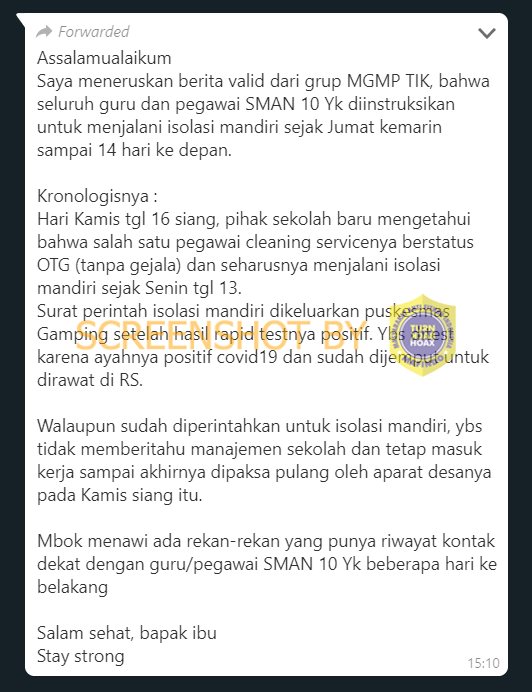 Forwarded
Assalamualaikum
Saya meneruskan berita valid dari grup MGMP TIK, bahwa
seluruh guru dan pegawai SMAN 10 Yk diinstruksikan
untuk menjalani isolasi mandiri sejak Jumat kemarin
sampai 14 hari ke depan.
Kronologisnya :
Hari Kamis tgl 16 siang, pihak sekolah baru mengetahui
bahwa salah satu pegawai cleaning servicenya berstatus
OTG (tanpa gejala) dan seharusnya menjalani isolasi
mandiri sejak Senin tgl 13.
Surat perintah isolasi mandiri dikeluarkan puskesmas
Gamping setelah hasil rapid testnya positif. Ybs ditest
karena ayahnya positif covid19 dan sudah dijemput untuk
dirawat di RS.
SCREENSHOT BY
TURN
HOAX
Walaupun sudah diperintahkan untuk isolasi mandiri, ybs
tidak memberitahu manajemen sekolah dan tetap masuk
kerja sampai akhirnya dipaksa pulang oleh aparat desanya
pada Kamis siang itu.
Mbok menawi ada rekan-rekan yang punya riwayat kontak
dekat dengan guru/pegawai SMAN 10 Yk beberapa hari ke
belakang
Salam sehat, bapak ibu
Stay strong
15:10